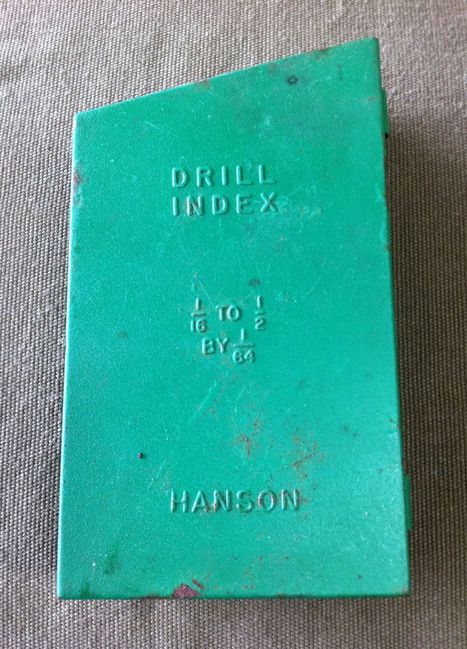 DRILL
INDEX
1/16 TO 1/2
BY 1/64
HANSON